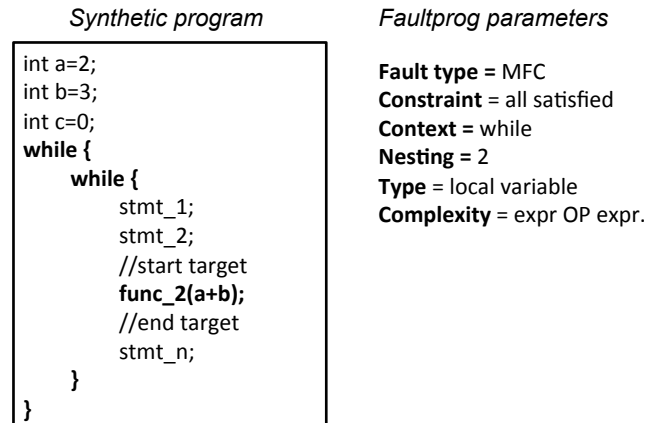 Synthetic program
int a=2;
int b=3;
int c=0;
while {
while {
stmt_1;
stmt_2;
//start target
func_2(a+b);
//end target
stmt_n;
}
}
Faultprog parameters
Fault type = MFC
Constraint = all satisfied
Context = while
Nesting = 2
Type = local variable
Complexity = expr OP expr.